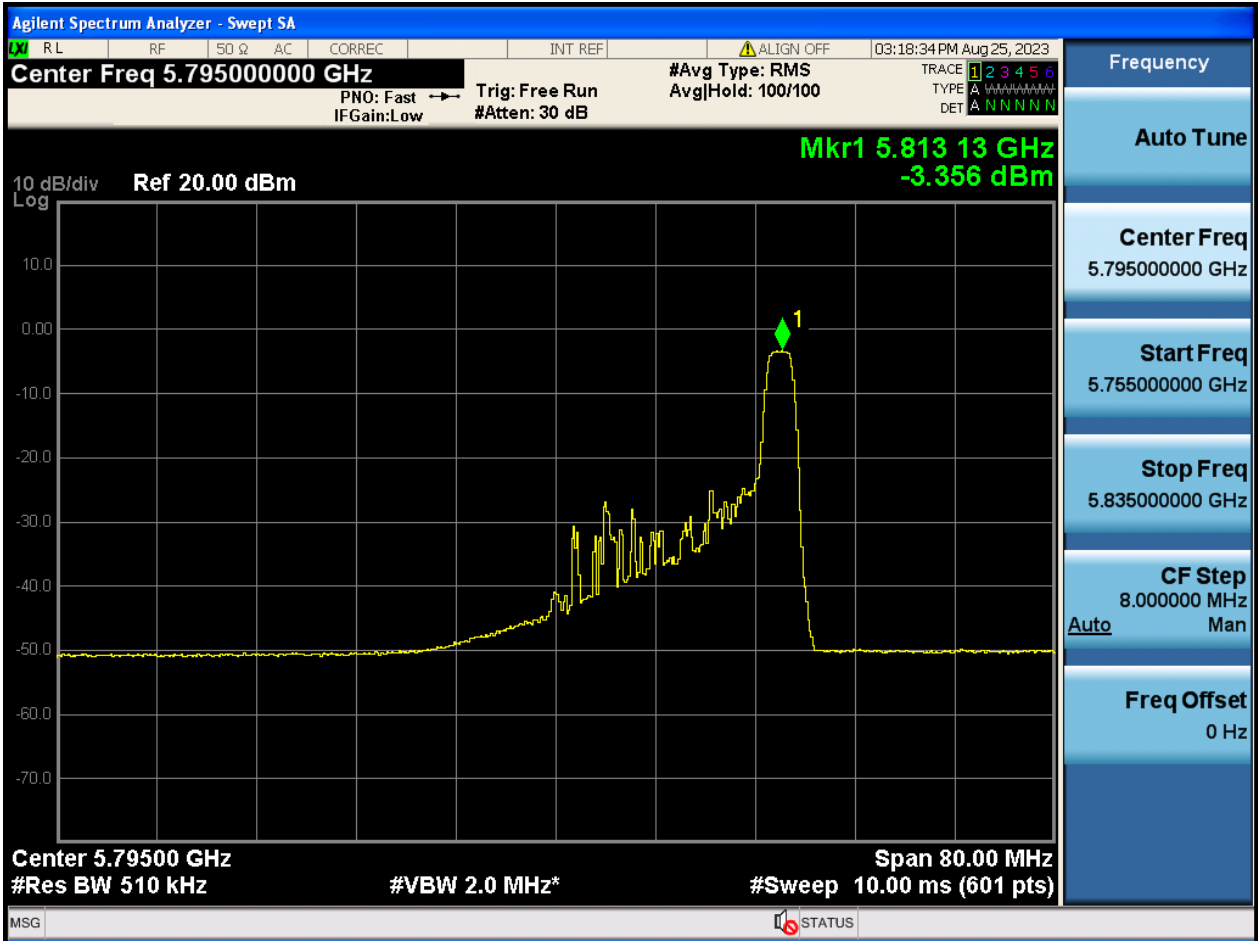 Agilent Spectrum Analyzer - Swept SA
LXI RL RF 50 Ω AC CORREC INT REF ALIGN OFF 03:18:34 PM Aug 25, 2023
Center Freq 5.795000000 GHz
PNO: Fast
IFGain:Low
Trig: Free Run
#Atten: 30 dB
#Avg Type: RMS
Avg|Hold: 100/100
TRACE 1 2 3 4 5 6
TYPE A WWWWWW
DET A N N N N N
Mkr1 5.813 13 GHz
-3.356 dBm
10 dB/div Ref 20.00 dBm
Log
10.0
0.00
-10.0
-20.0
-30.0
-40.0
-50.0
-60.0
-70.0
1
Center 5.79500 GHz Span 80.00 MHz
#Res BW 510 kHz #VBW 2.0 MHz* #Sweep 10.00 ms (601 pts)
Frequency
Auto Tune
Center Freq
5.795000000 GHz
Start Freq
5.755000000 GHz
Stop Freq
5.835000000 GHz
CF Step
8.000000 MHz
Auto Man
Freq Offset
0 Hz
MSG STATUS